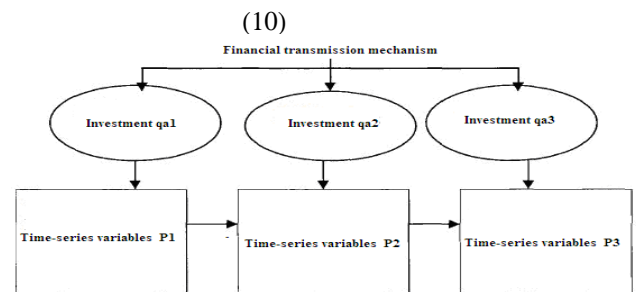 (10)
Financial transmission mechanism
Investment qa1
Investment qa2
Investment qa3
Time-series variables P1
Time-series variables P2
Time-series variables P3